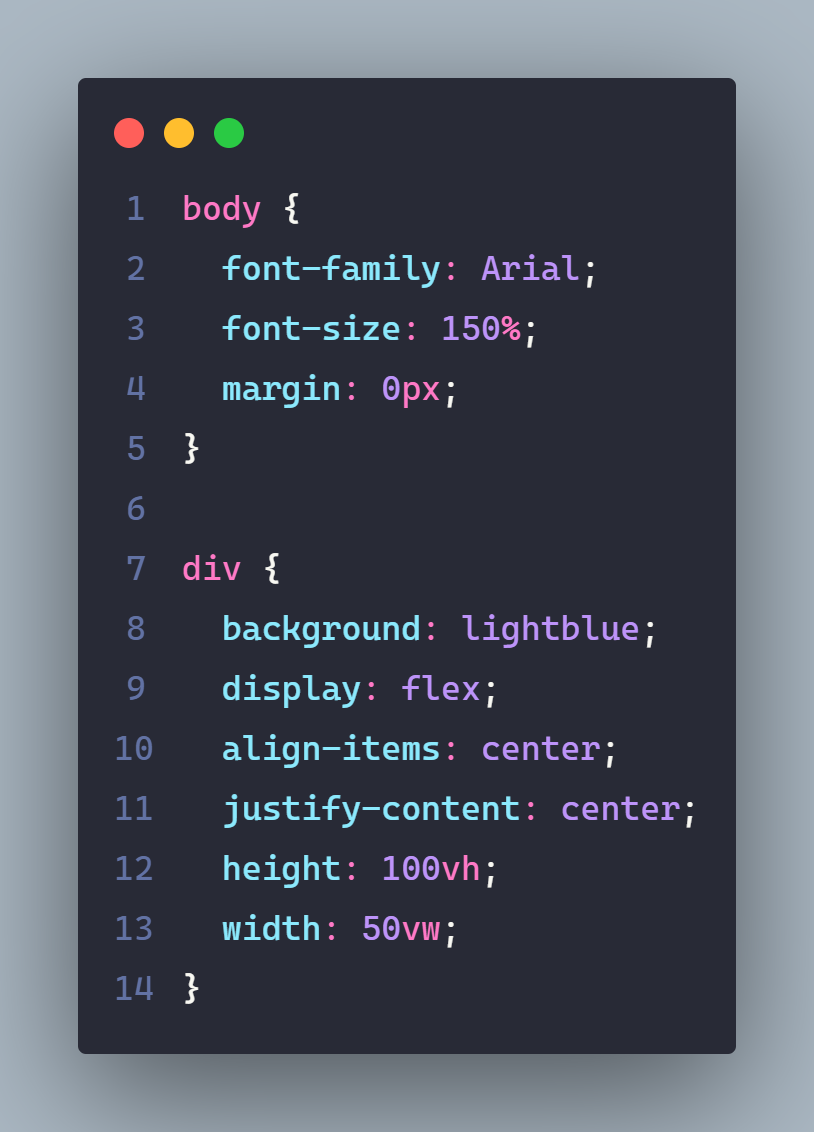 1 body {
2   font-family: Arial;
3   font-size: 150%;
4   margin: 0px;
5 }
6
7 div {
8   background: lightblue;
9   display: flex;
10   align-items: center;
11   justify-content: center;
12   height: 100vh;
13   width: 50vw;
14 }